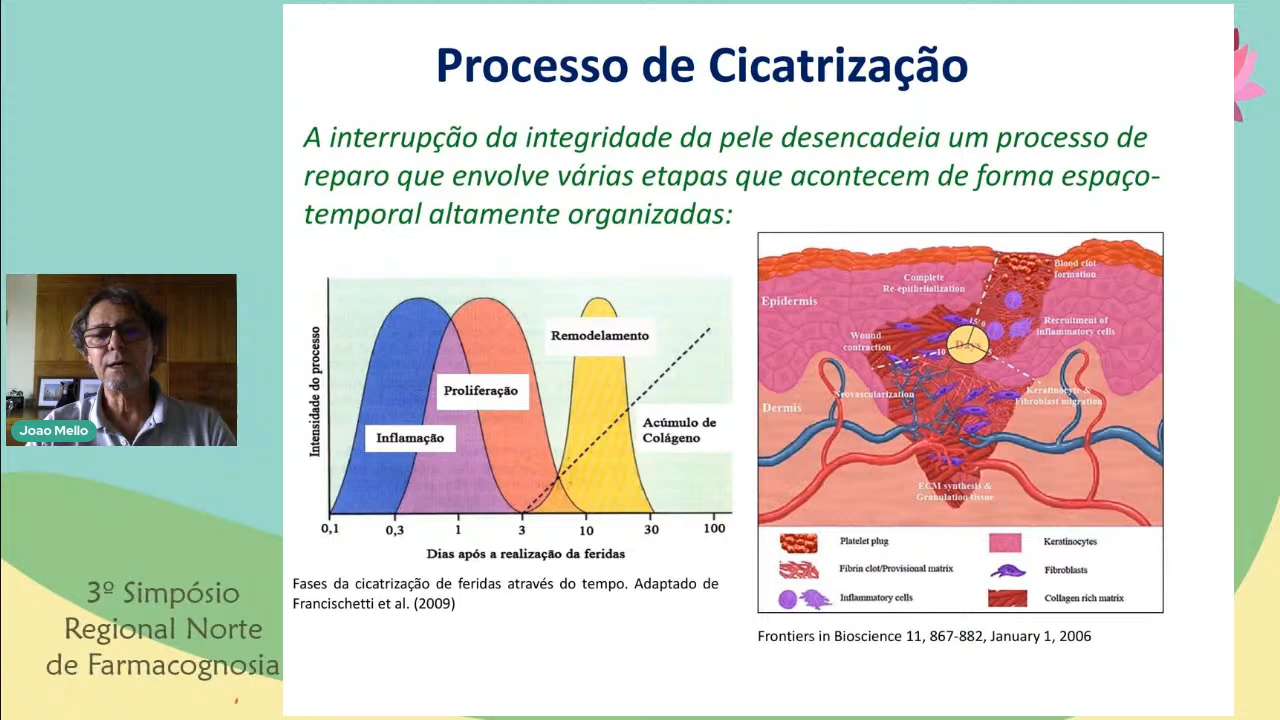 Processo de Cicatrização
A interrupção da integridade da pele desencadeia um processo de
reparo que envolve várias etapas que acontecem de forma espaço-
temporal altamente organizadas:
Joao Mello
Intensidade do processo
Remodelamento
Proliferação
Inflamação
Acúmulo de
Colágeno
0,1 0,3 1 3 10 30 100
Dias após a realização da feridas
Fases da cicatrização de feridas através do tempo. Adaptado de
Francischetti et al. (2009)
Blood clot
formation
Complete
Re-epithelialization
Epidermis
Recruitment of
inflammatory cells
Wound
contraction
15/0
Days
10
5
Neovascularization
Keratinocyte &
Fibroblast migration
Dermis
ECM synthesis &
Granulation tissue
Platelet plug
Keratinocytes
Fibrin clot/Provisional matrix
Fibroblasts
Inflammatory cells
Collagen rich matrix
Frontiers in Bioscience 11, 867-882, January 1, 2006
3º Simpósio
Regional Norte
de Farmacognosia